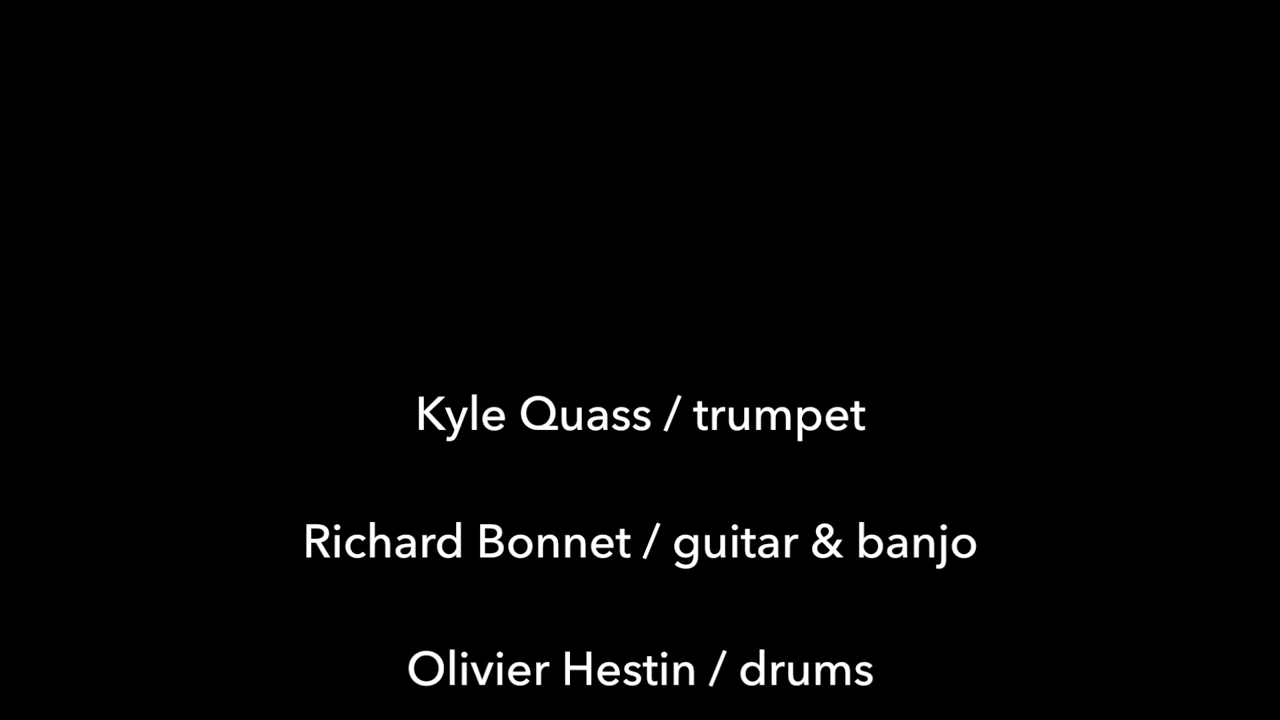 Kyle Quass / trumpet
Richard Bonnet / guitar & banjo
Olivier Hestin / drums